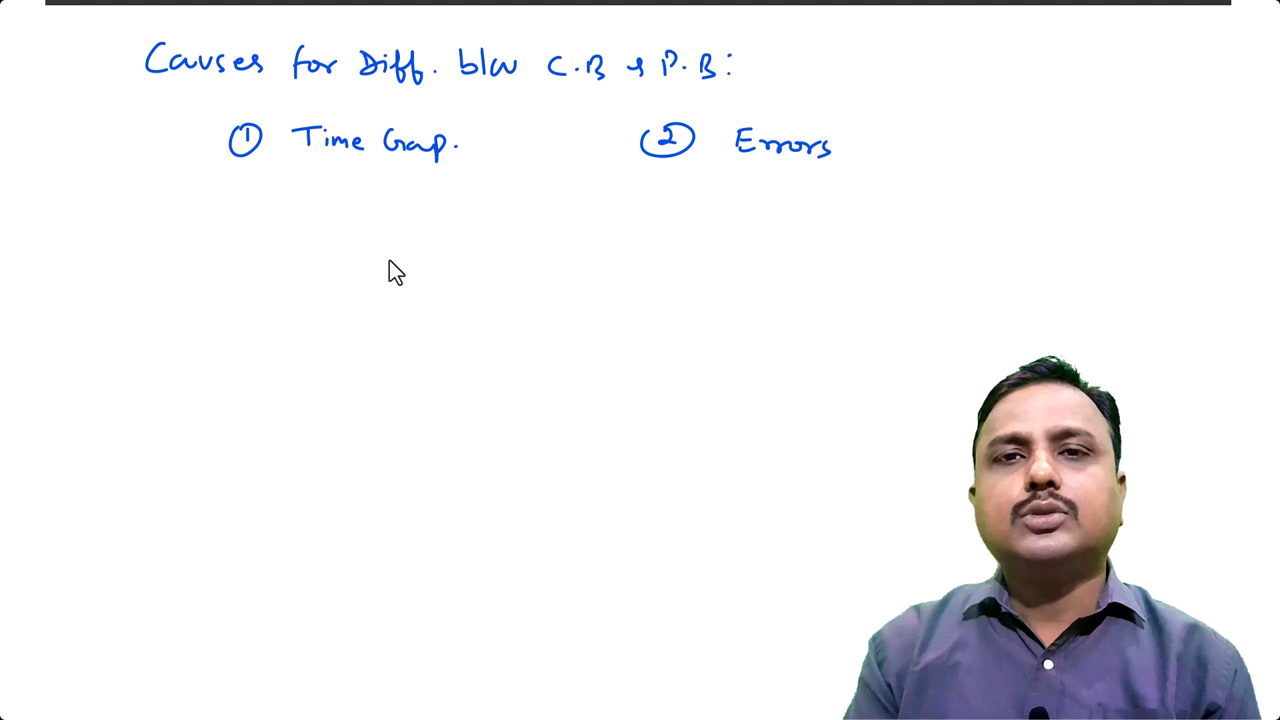 Causes for Diff. b/w C.B & P.B:
① Time Gap. ② Errors